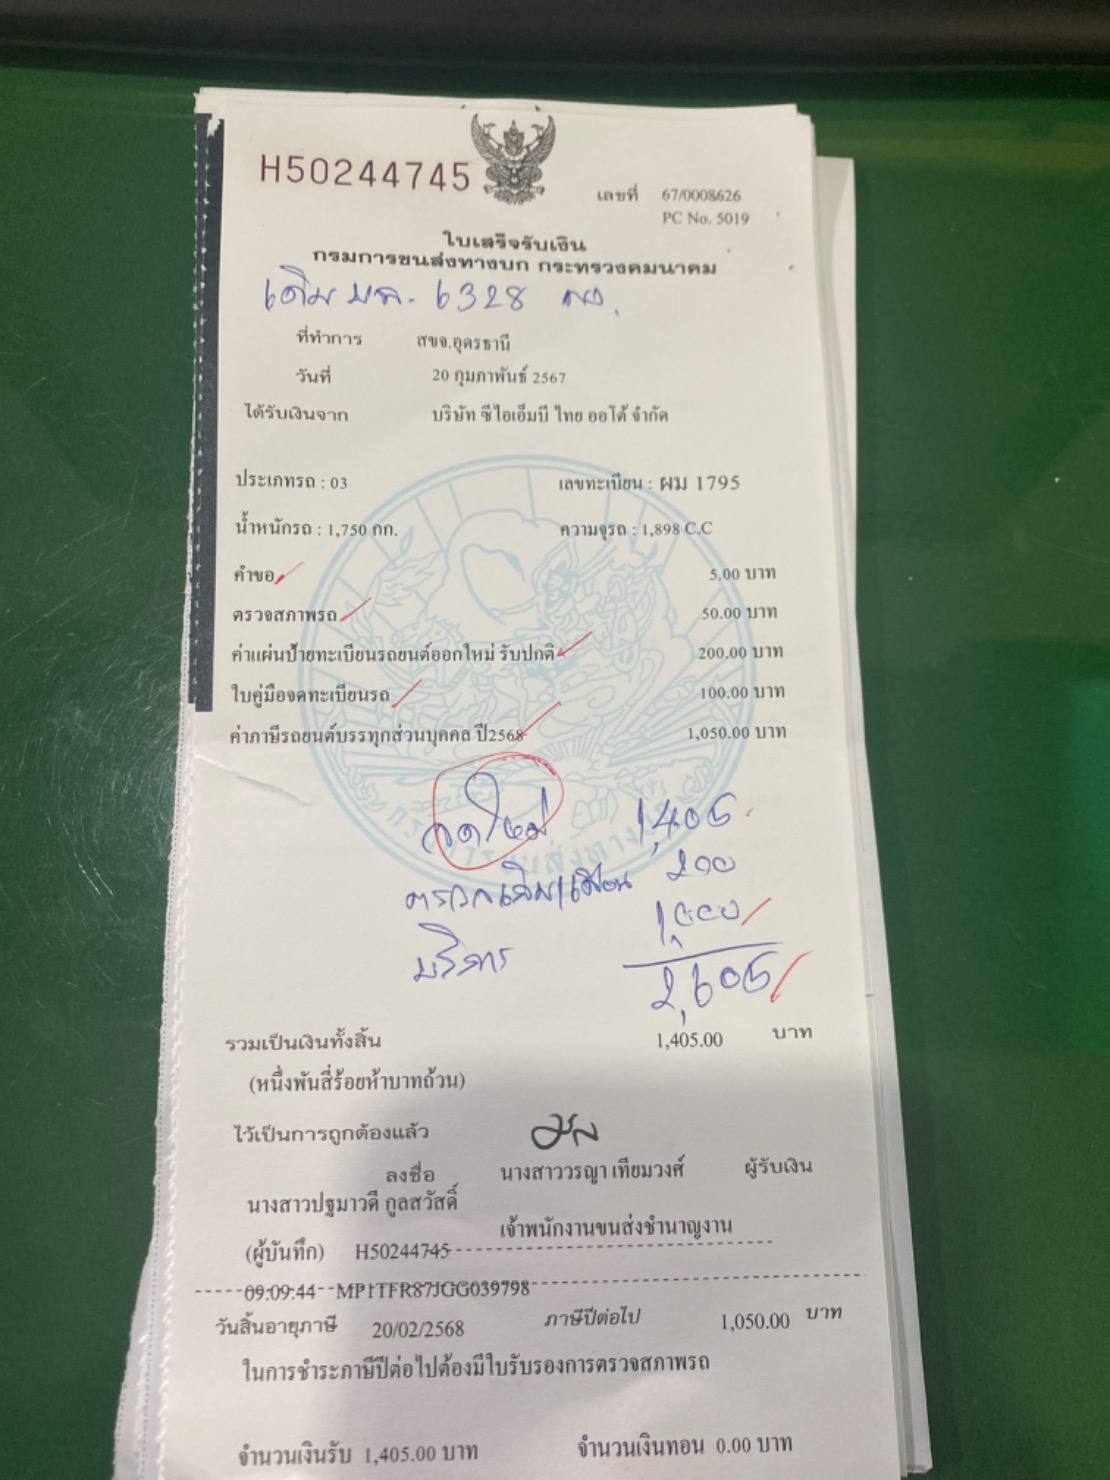 H50244745
เลขที่ 67/0008626
PC No. 5019
ใบเสร็จรับเงิน
กรมการขนส่งทางบก กระทรวงคมนาคม
เดิม บล. 6328
ที่ทำการ สขจ.อุดรธานี
วันที่ 20 กุมภาพันธ์ 2567
ได้รับเงินจาก บริษัท ซีไอเอ็มบี ไทย ออโต้ จำกัด
ประเภทรถ : 03 เลขทะเบียน : ผม 1795
น้ำหนักรถ : 1,750 กก. ความจุรถ : 1,898 C.C
คำขอ 5.00 บาท
ตรวจสภาพรถ 50.00 บาท
ค่าแผ่นป้ายทะเบียนรถยนต์ออกใหม่ รับปกติ 200.00 บาท
ใบคู่มือจดทะเบียนรถ 100.00 บาท
ค่าภาษีรถยนต์บรรทุกส่วนบุคคล ปี2568 1,050.00 บาท
จดใหม่ 1,405
200
บริการ 1,000
2,605
รวมเป็นเงินทั้งสิ้น 1,405.00 บาท
(หนึ่งพันสี่ร้อยห้าบาทถ้วน)
ไว้เป็นการถูกต้องแล้ว
ลงชื่อ นางสาววรญา เทียมวงศ์ ผู้รับเงิน
นางสาวปฐมาวดี กูลสวัสดิ์
เจ้าพนักงานขนส่งชำนาญงาน
(ผู้บันทึก) H50244745
09:09:44 MP1TFR87JGG039798
วันสิ้นอายุภาษี 20/02/2568 ภาษีปีต่อไป 1,050.00 บาท
ในการชำระภาษีปีต่อไปต้องมีใบรับรองการตรวจสภาพรถ
จำนวนเงินรับ 1,405.00 บาท จำนวนเงินทอน 0.00 บาท